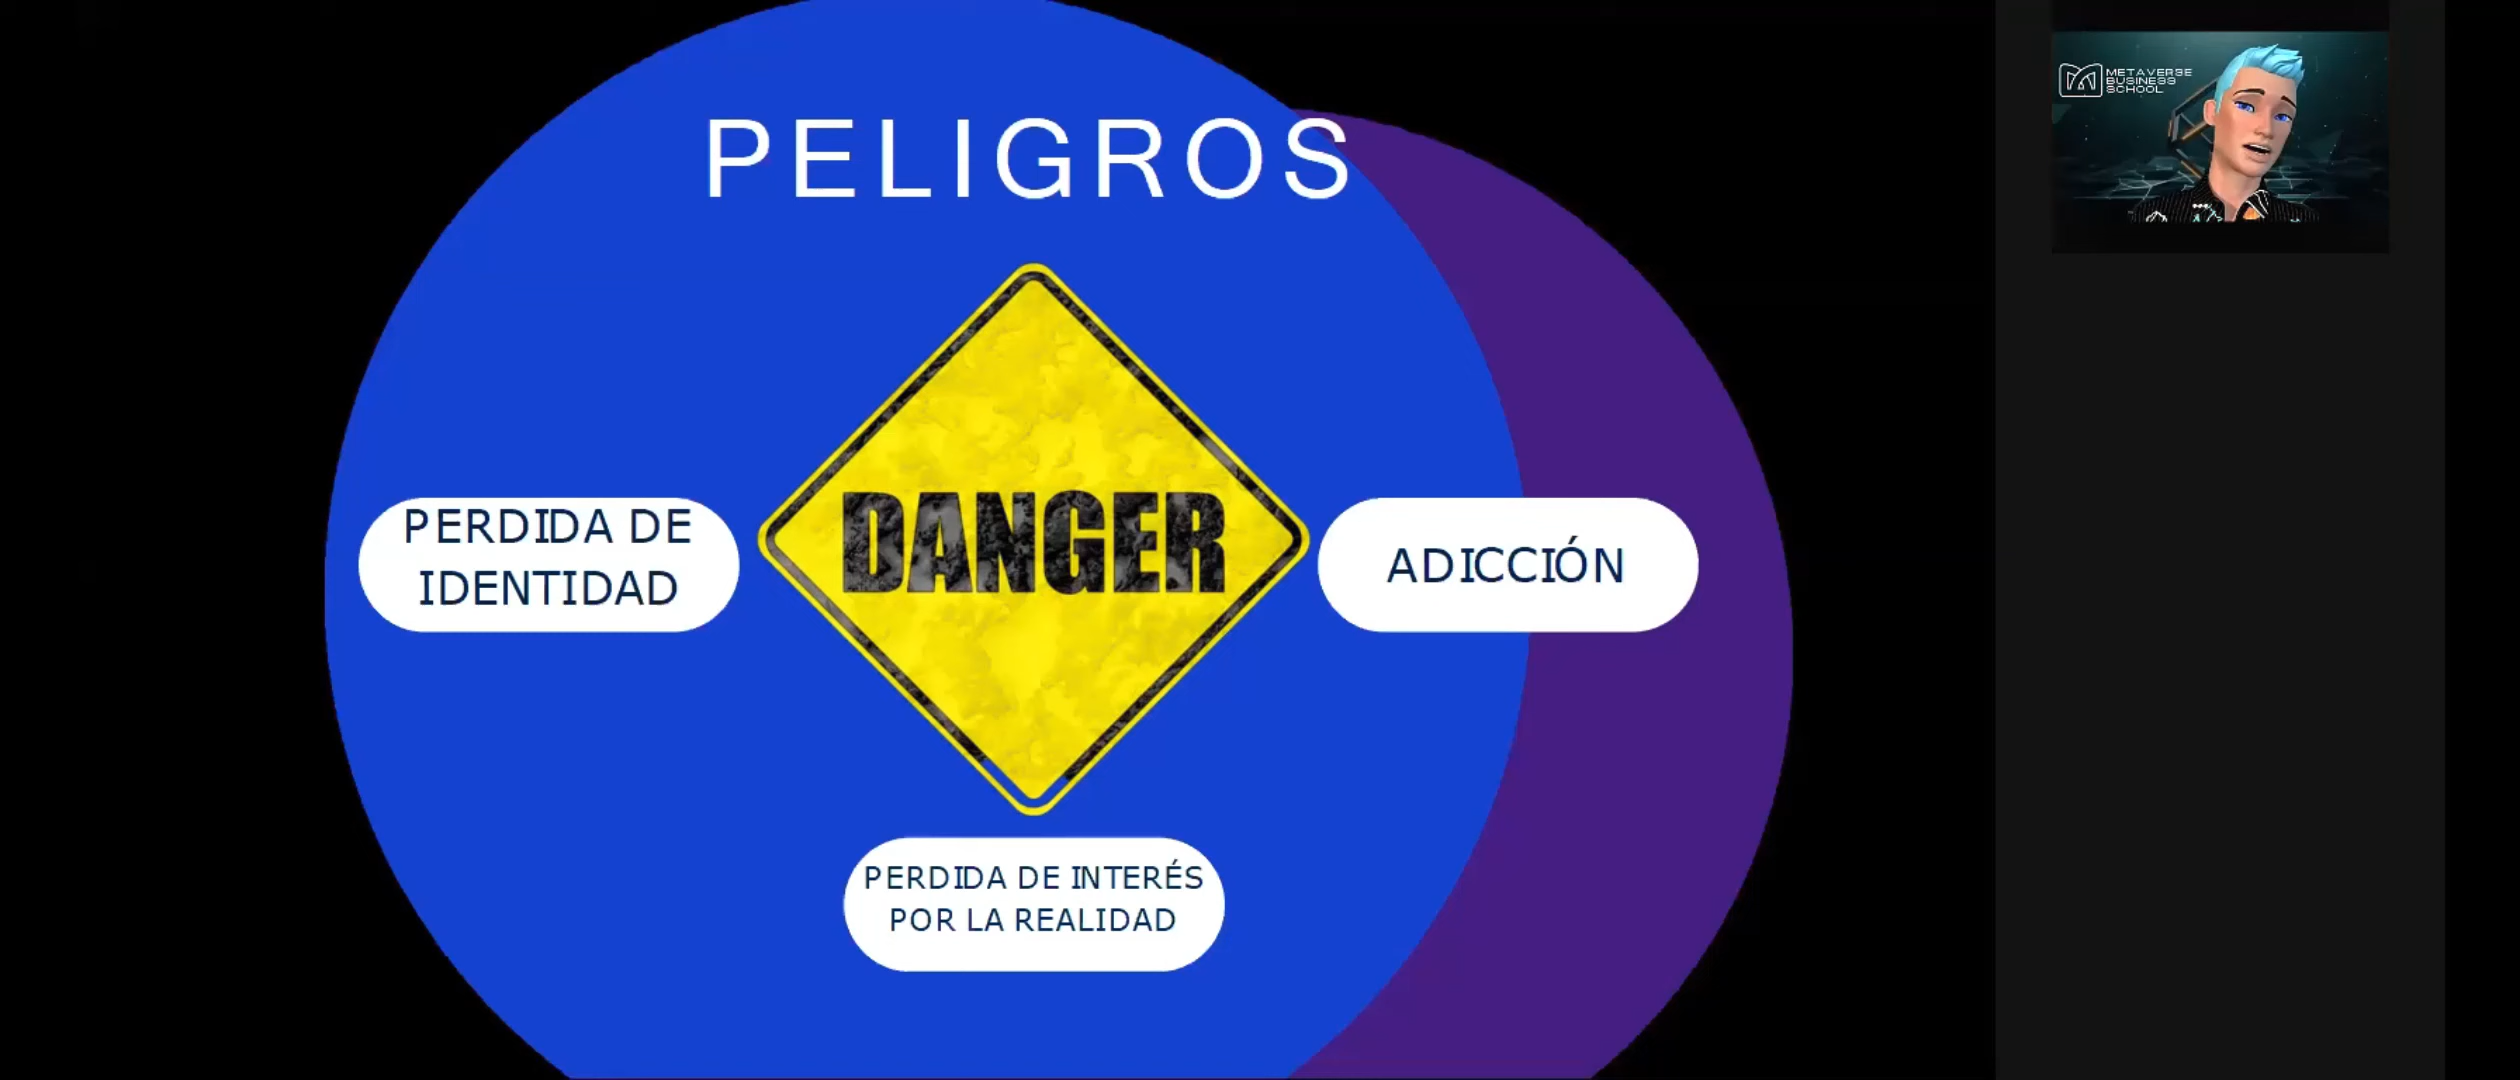 PELIGROS
METAVERSE
BUSINESS
SCHOOL
DANGER
PERDIDA DE
IDENTIDAD
ADICCIÓN
PERDIDA DE INTERÉS
POR LA REALIDAD